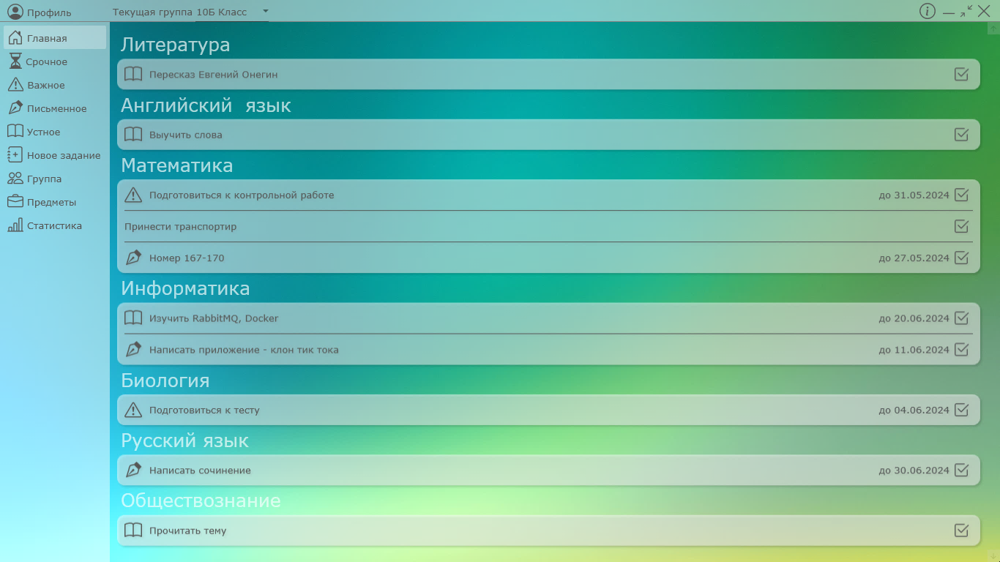 Профиль
Текущая группа 10Б Класс
Главная
Срочное
Важное
Письменное
Устное
Новое задание
Группа
Предметы
Статистика
Литература
Пересказ Евгений Онегин
Английский язык
Выучить слова
Математика
Подготовиться к контрольной работе до 31.05.2024
Принести транспортир
Номер 167-170 до 27.05.2024
Информатика
Изучить RabbitMQ, Docker до 20.06.2024
Написать приложение - клон тик тока до 11.06.2024
Биология
Подготовиться к тесту до 04.06.2024
Русский язык
Написать сочинение до 30.06.2024
Обществознание
Прочитать тему